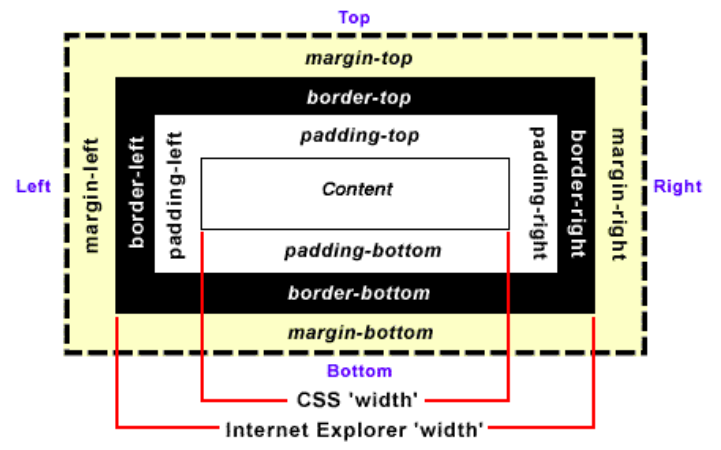 Top
margin-top
border-top
padding-top
Left
margin-left
border-left
padding-left
Content
padding-right
border-right
margin-right
Right
padding-bottom
border-bottom
margin-bottom
Bottom
CSS 'width'
Internet Explorer 'width'